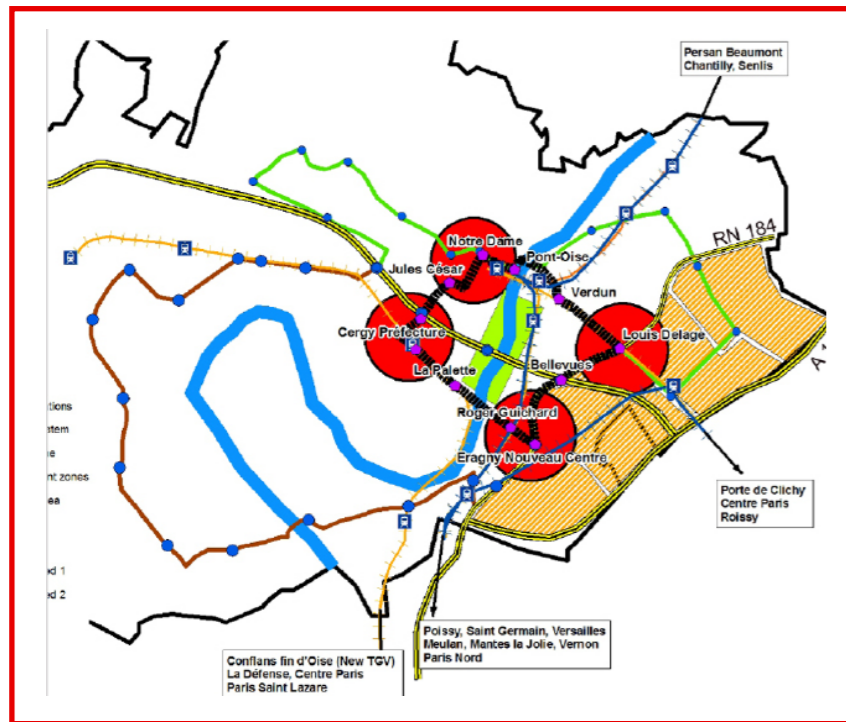 Persan Beaumont
Chantilly, Senlis
RN 184
Notre Dame
Pont-Oise
Jules César
Verdun
Cergy Préfecture
Louis Delage
La Palette
Bellevues
Roger Guichard
Eragny Nouveau Centre
Porte de Clichy
Centre Paris
Roissy
Poissy, Saint Germain, Versailles
Meulan, Mantes la Jolie, Vernon
Paris Nord
Conflans fin d'Oise (New TGV)
La Défense, Centre Paris
Paris Saint Lazare